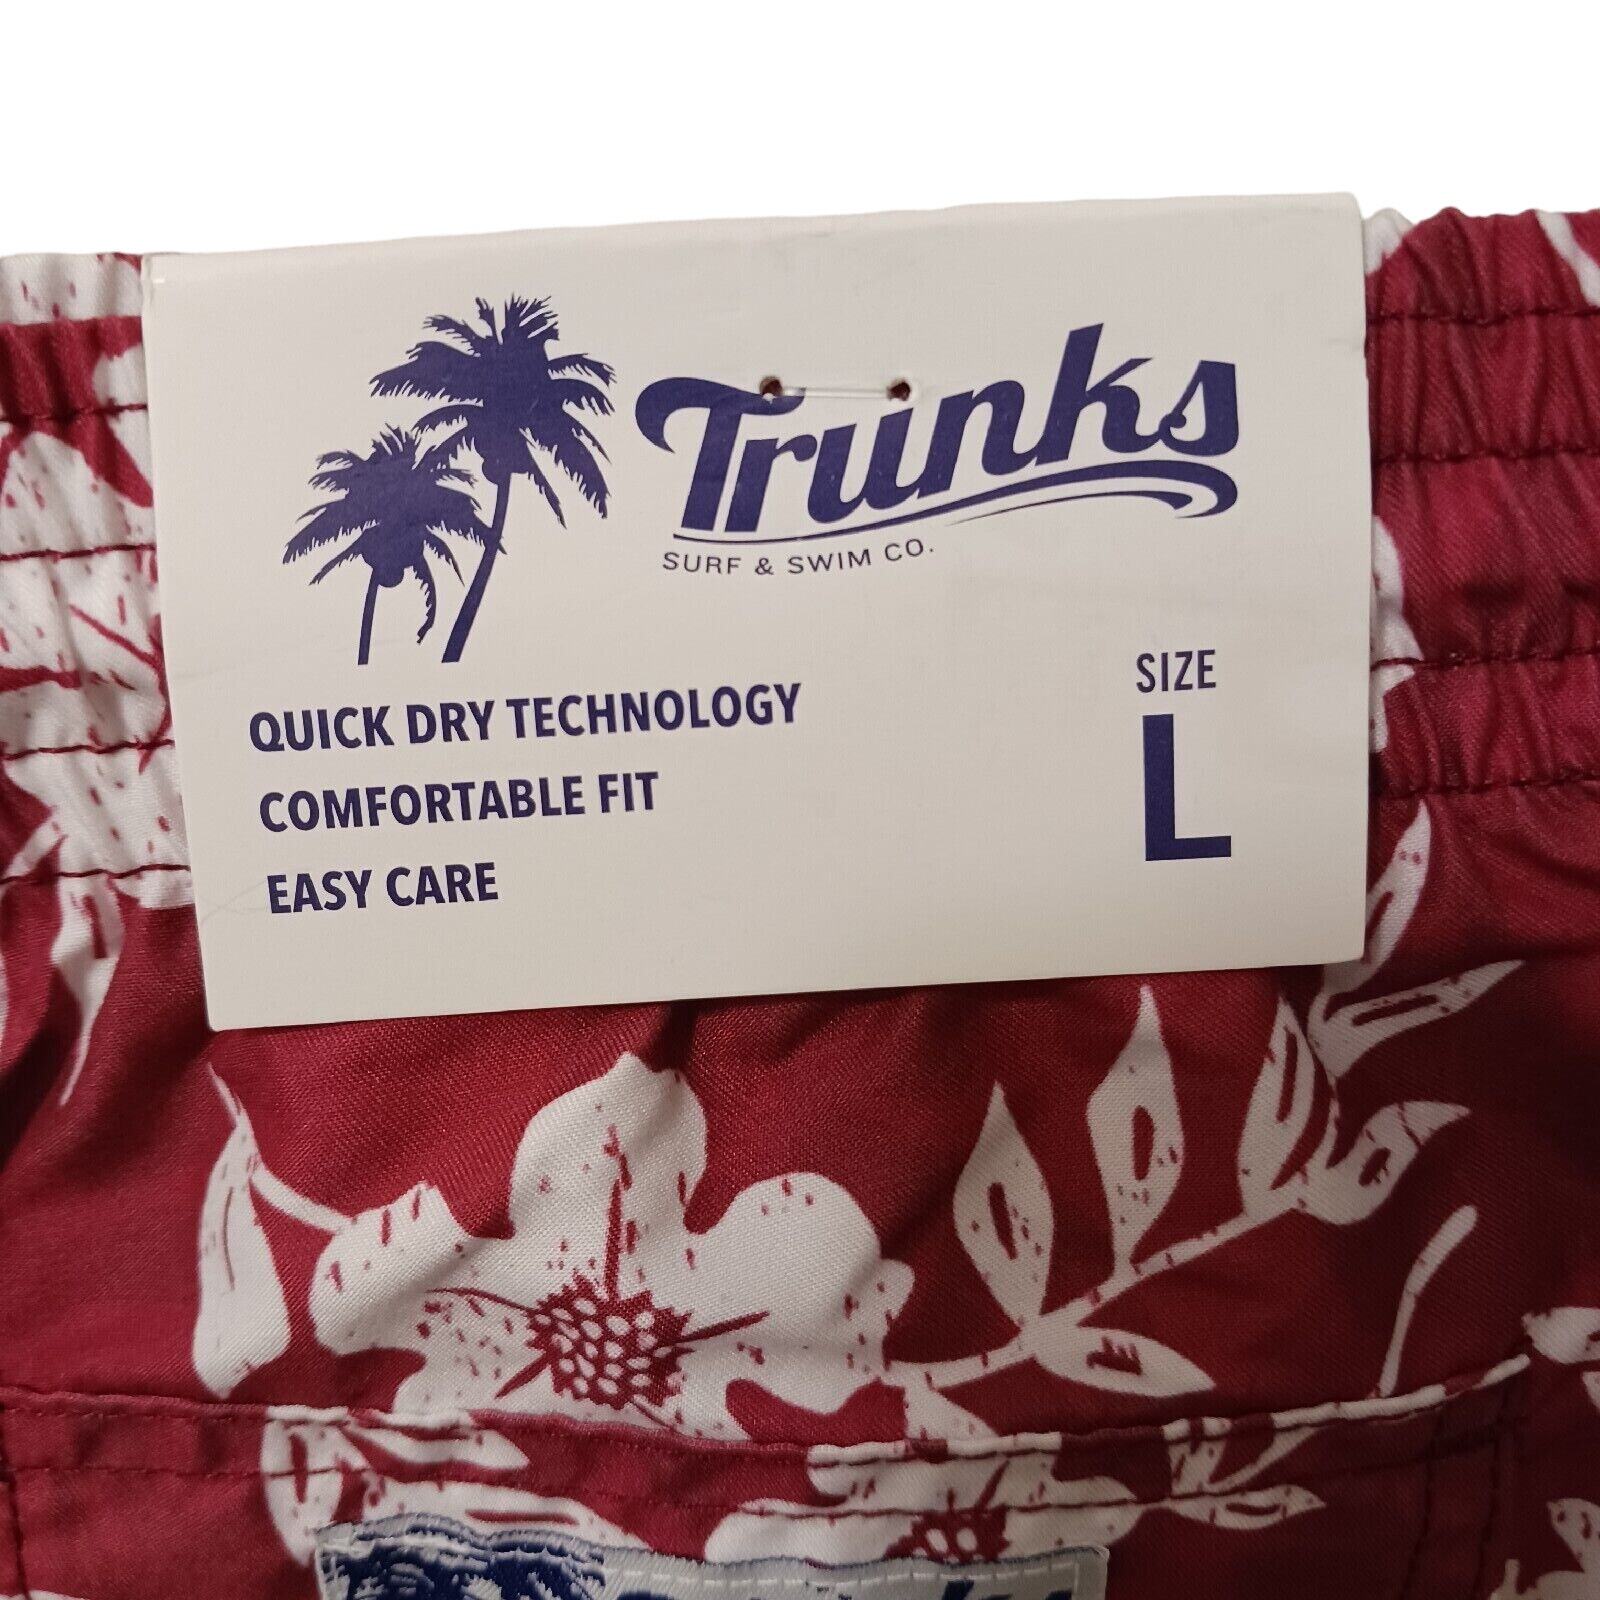 Trunks
SURF & SWIM CO.
SIZE
L
QUICK DRY TECHNOLOGY
COMFORTABLE FIT
EASY CARE